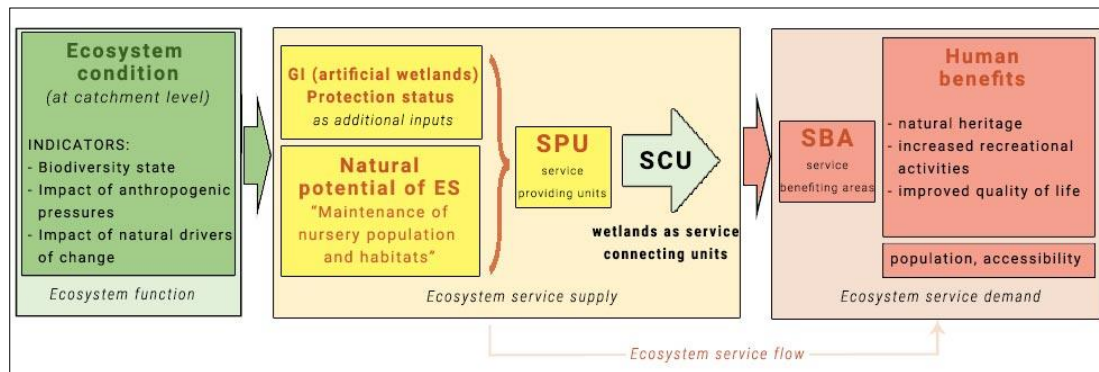 Ecosystem
condition
(at catchment level)
INDICATORS:
- Biodiversity state
- Impact of anthropogenic
pressures
- Impact of natural drivers
of change
Ecosystem function
GI (artificial wetlands)
Protection status
as additional inputs
Natural
potential of ES
"Maintenance of
nursery population
and habitats"
SPU
service
providing units
SCU
wetlands as service
connecting units
Ecosystem service supply
SBA
service
benefiting areas
Human
benefits
- natural heritage
- increased recreational
activities
- improved quality of life
population, accessibility
Ecosystem service demand
Ecosystem service flow